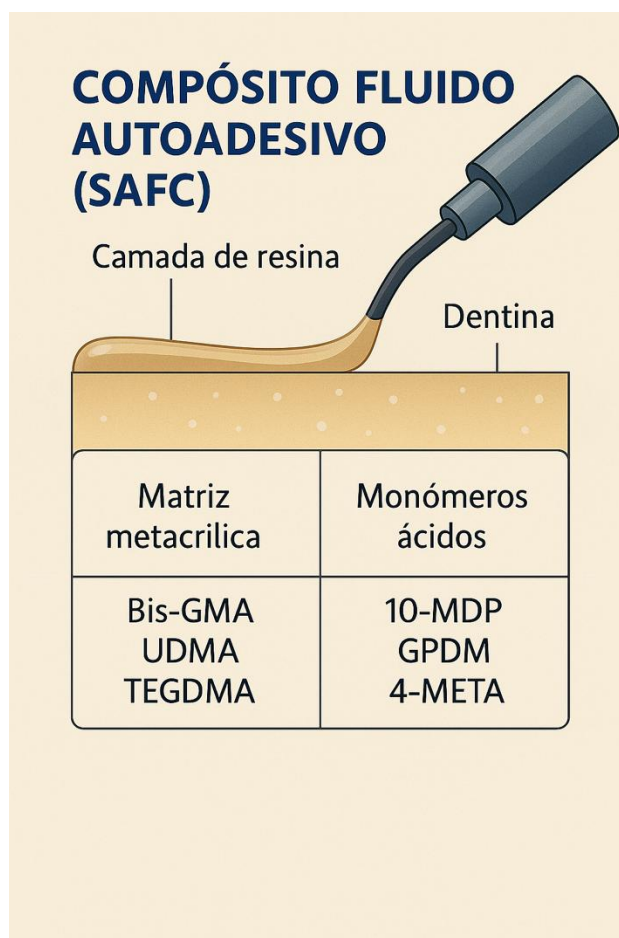 COMPÓSITO FLUIDO
AUTOADESIVO
(SAFC)
Camada de resina
Dentina
Matriz
metacrilica
Monómeros
ácidos
Bis-GMA
UDMA
TEGDMA
10-MDP
GPDM
4-META